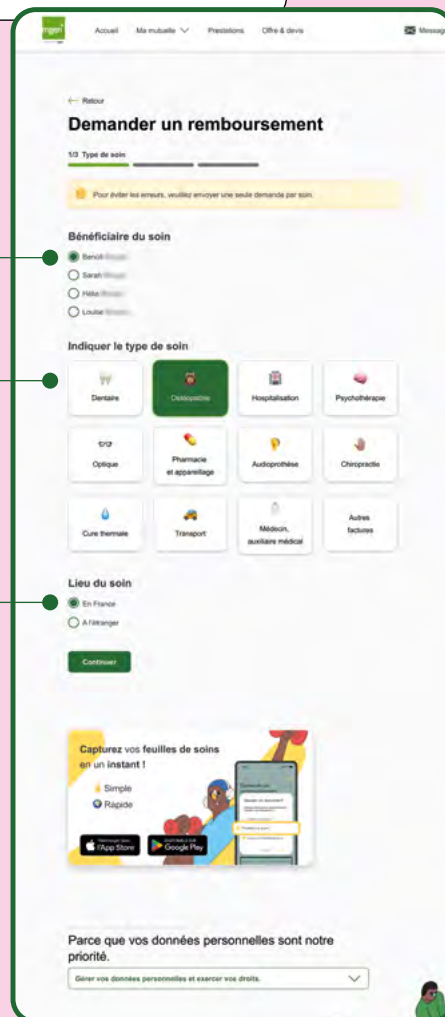 mgen
Accueil Ma mutuelle Prestations Offre & devis Message
← Retour
Demander un remboursement
1/3 Type de soin
Pour éviter les erreurs, veuillez envoyer une seule demande par soin.
Bénéficiaire du soin
Benoît
Sarah
Hélie
Louise
Indiquer le type de soin
Dentaire Ostéopathie Hospitalisation Psychothérapie
Optique Pharmacie et appareillage Audioprothèse Chiropractie
Cure thermale Transport Médecin, auxiliaire médical Autres factures
Lieu du soin
En France
A l'étranger
Continuer
Capturez vos feuilles de soins
en un instant !
Simple
Rapide
l'App Store Google Play
Parce que vos données personnelles sont notre
priorité.
Gérer vos données personnelles et exercer vos droits.